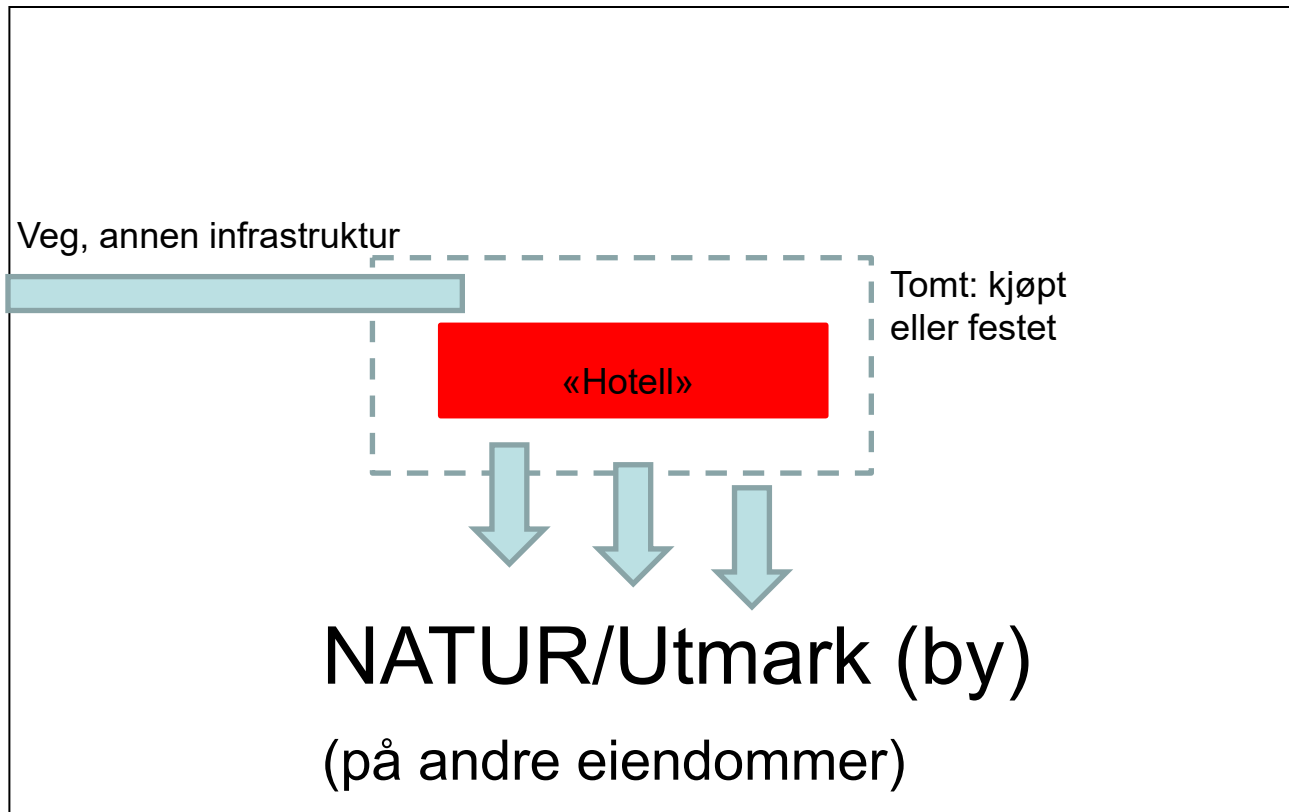 Veg, annen infrastruktur
Tomt: kjøpt
eller festet
«Hotell»
NATUR/Utmark (by)
(på andre eiendommer)